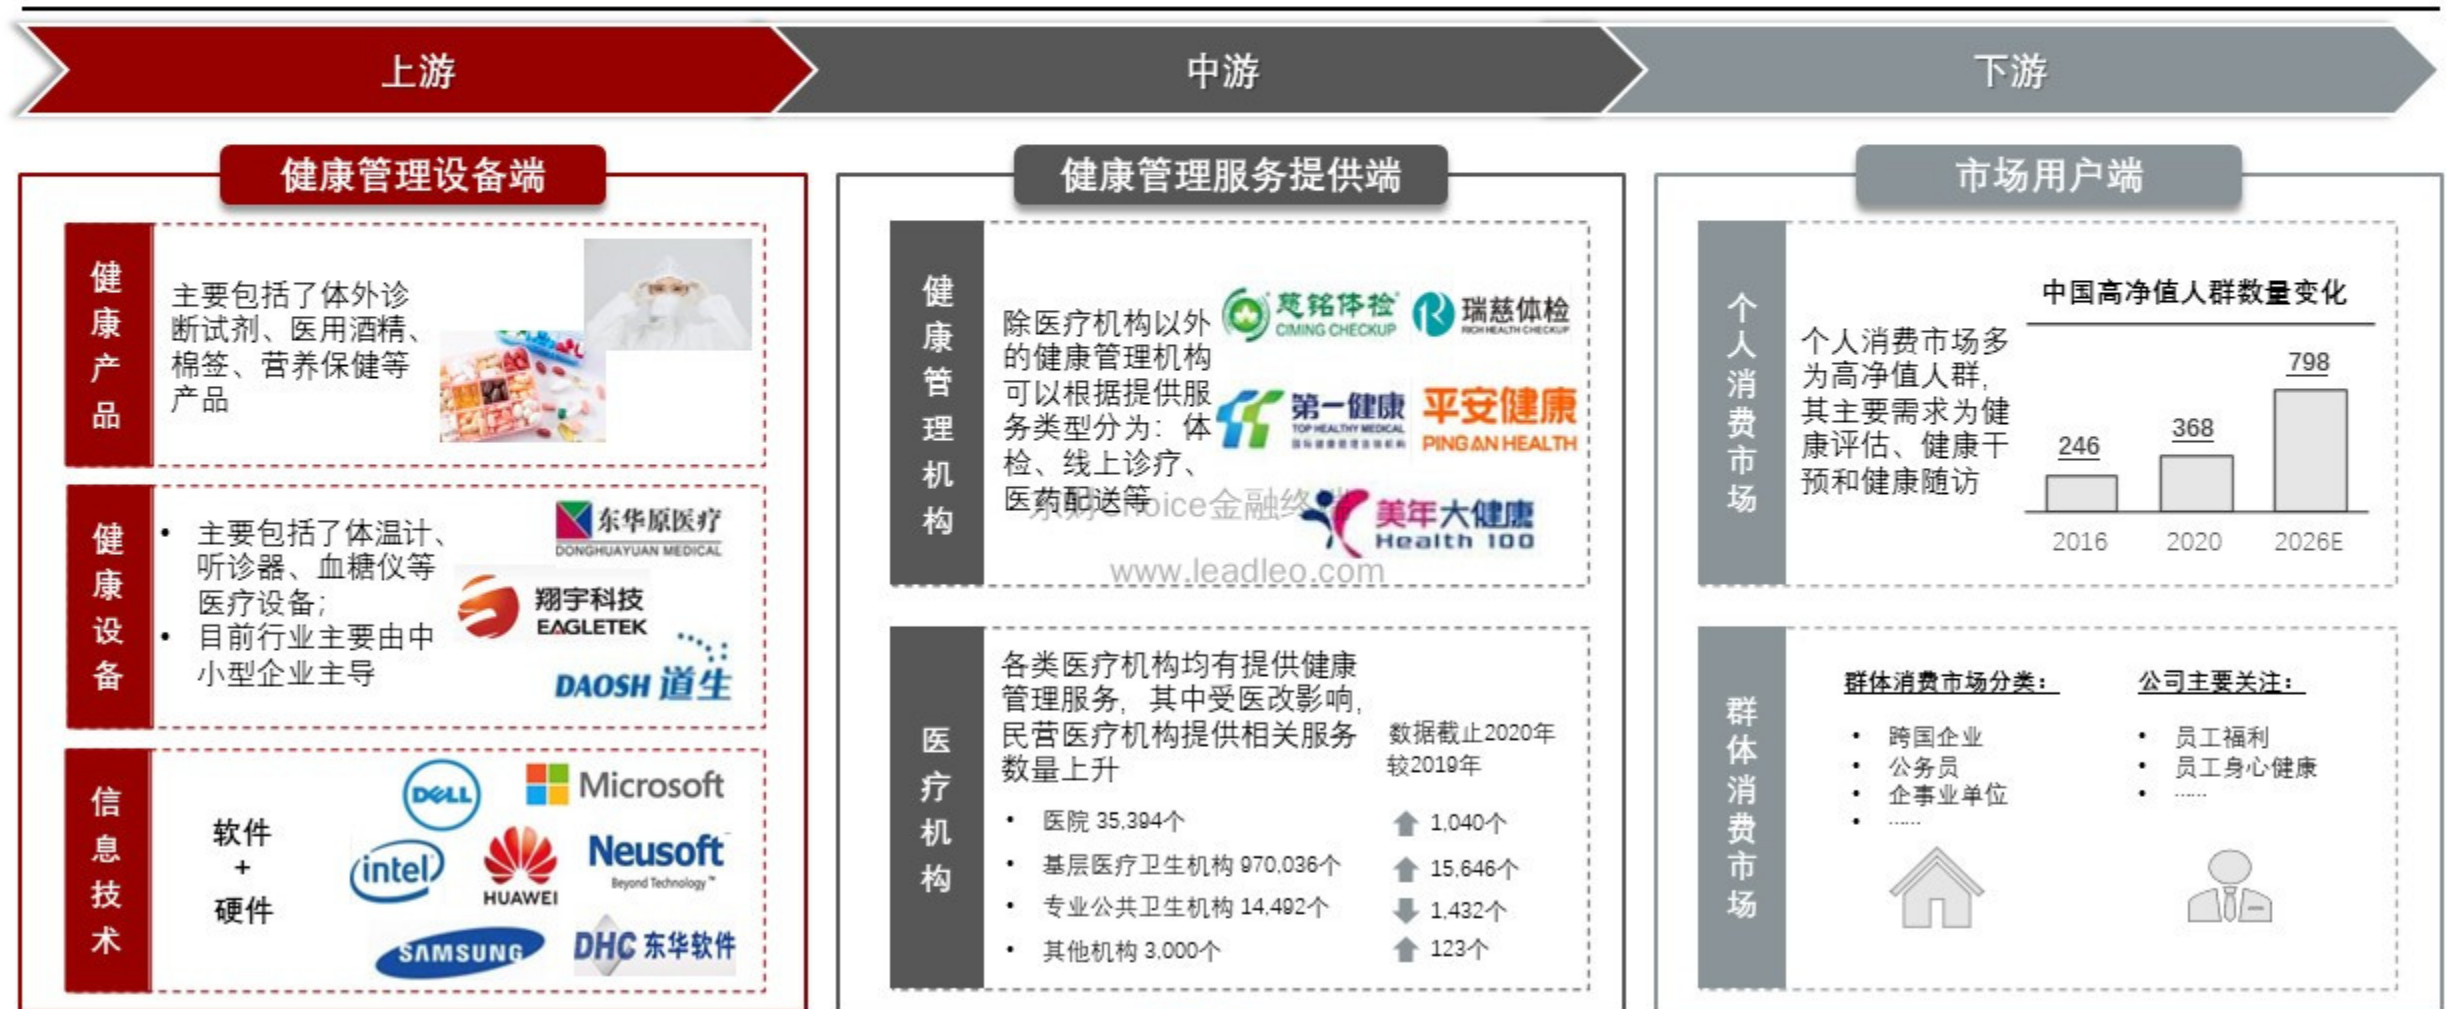 上游
中游
下游
健康管理设备端
健康产品
主要包括了体外诊
断试剂、医用酒精、
棉签、营养保健等
产品
健康设备
• 主要包括了体温计、
听诊器、血糖仪等
医疗设备；
• 目前行业主要由中
小型企业主导
东华原医疗
DONGHUAYUAN MEDICAL
翔宇科技
EAGLETEK
DAOSH 道生
信息技术
软件
+
硬件
DELL
Microsoft
intel
HUAWEI
Neusoft
Beyond Technology™
SAMSUNG
DHC 东华软件
健康管理服务提供端
健康管理机构
除医疗机构以外
的健康管理机构
可以根据提供服
务类型分为：体
检、线上诊疗、
医药配送等
慈铭体检
CIMING CHECKUP
瑞慈体检
RICH HEALTH CHECKUP
第一健康
TOP HEALTHY MEDICAL
平安健康
PING AN HEALTH
美年大健康
Health 100
东财Choice金融终端
www.leadleo.com
医疗机构
各类医疗机构均有提供健康
管理服务，其中受医改影响，
民营医疗机构提供相关服务
数量上升
数据截止2020年
较2019年
• 医院 35,394个 1,040个
• 基层医疗卫生机构 970,036个 15,646个
• 专业公共卫生机构 14,492个 1,432个
• 其他机构 3,000个 123个
市场用户端
个人消费市场
个人消费市场多
为高净值人群，
其主要需求为健
康评估、健康干
预和健康随访
中国高净值人群数量变化
246
368
798
2016
2020
2026E
群体消费市场
群体消费市场分类：
• 跨国企业
• 公务员
• 企事业单位
• ……
公司主要关注：
• 员工福利
• 员工身心健康
• ……